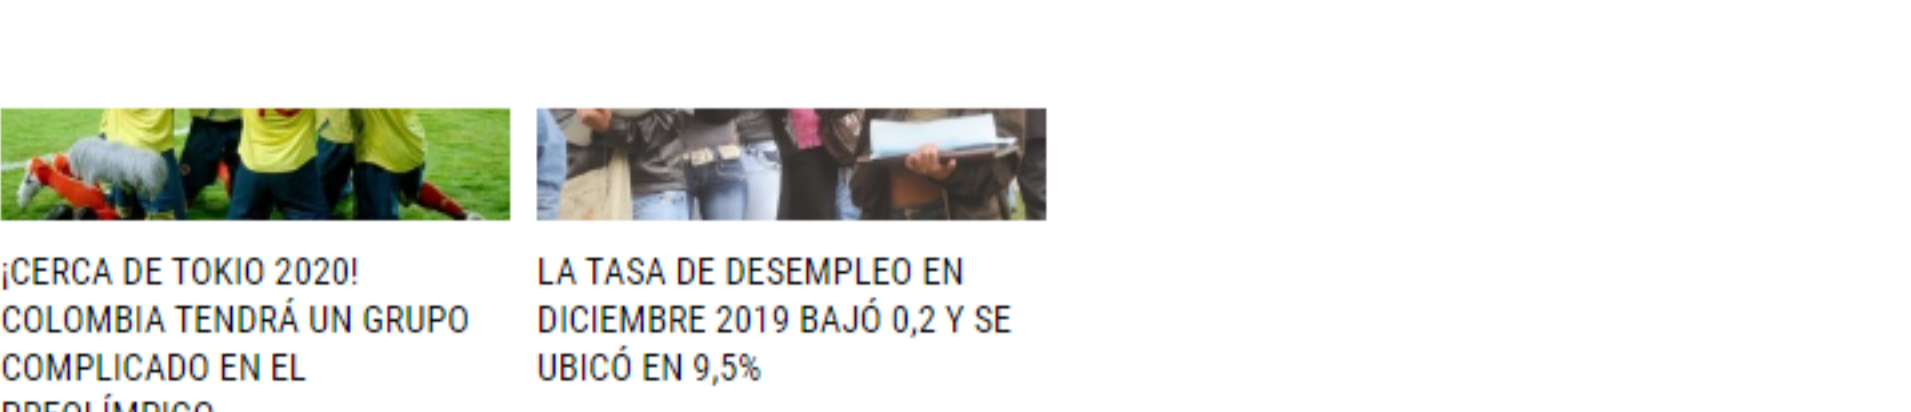 ¡CERCA DE TOKIO 2020!
COLOMBIA TENDRÁ UN GRUPO
COMPLICADO EN EL
PREOLÍMPICO
LA TASA DE DESEMPLEO EN
DICIEMBRE 2019 BAJÓ 0,2 Y SE
UBICÓ EN 9,5%